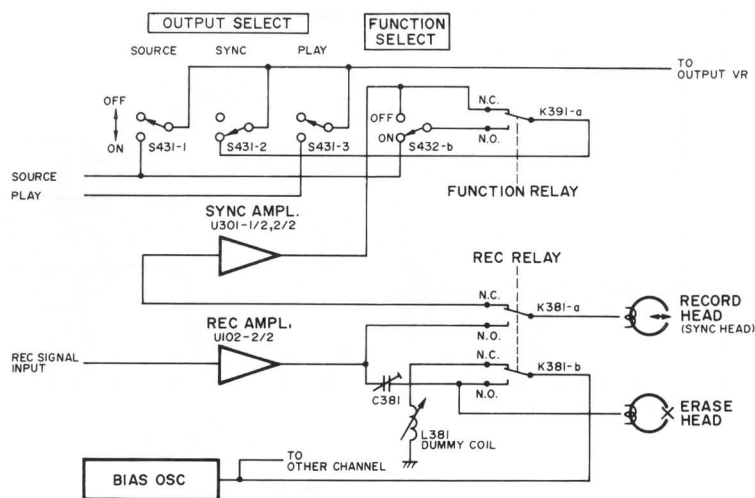 OUTPUT SELECT
FUNCTION
SELECT
SOURCE
SYNC
PLAY
TO
OUTPUT VR
OFF
ON
S431-1
S431-2
S431-3
OFF
ON
S432-b
N.C.
N.O.
K391-a
SOURCE
PLAY
FUNCTION RELAY
SYNC AMPL.
U301-1/2,2/2
REC RELAY
N.C.
K381-a
N.O.
RECORD
HEAD
(SYNC HEAD)
REC AMPL.
U102-2/2
REC SIGNAL
INPUT
N.C.
K381-b
N.O.
C381
L381
DUMMY COIL
ERASE
HEAD
BIAS OSC
TO
OTHER CHANNEL